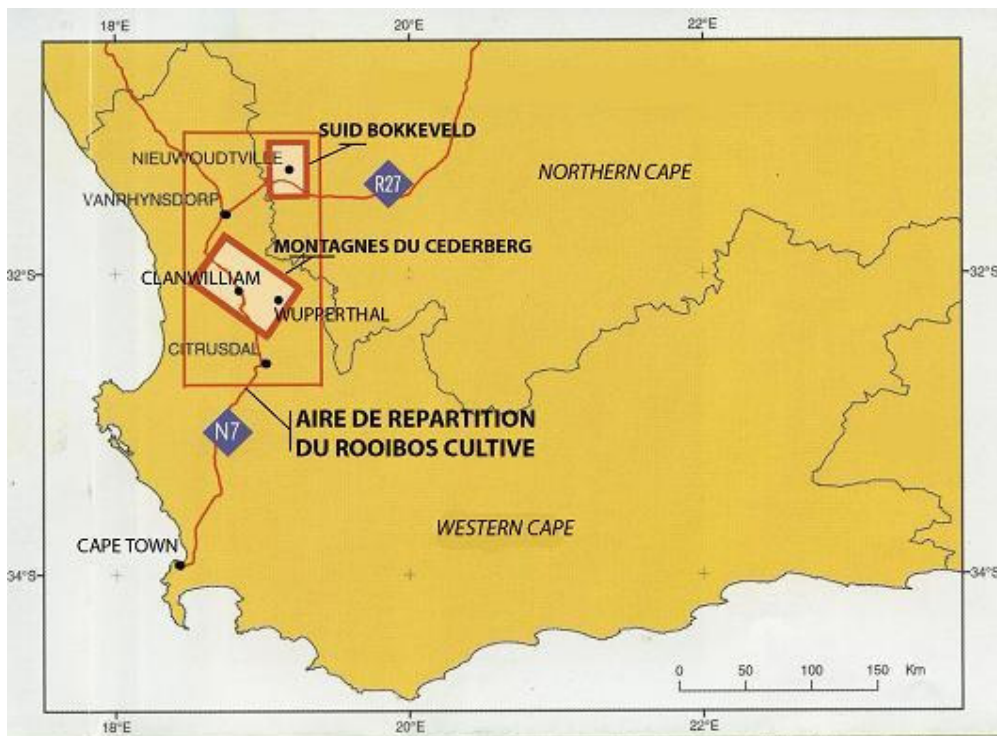 18°E
20°E
22°E
SUID BOKKEVELD
NIEUWOUDTVILLE
R27
NORTHERN CAPE
VANRHYNSDORP
MONTAGNES DU CEDERBERG
32°S
32°S
CLANWILLIAM
WUPPERTHAL
CITRUSDAL
AIRE DE REPARTITION
DU ROOIBOS CULTIVE
N7
WESTERN CAPE
CAPE TOWN
34°S
34°S
0 50 100 150 Km
18°E
20°E
22°E